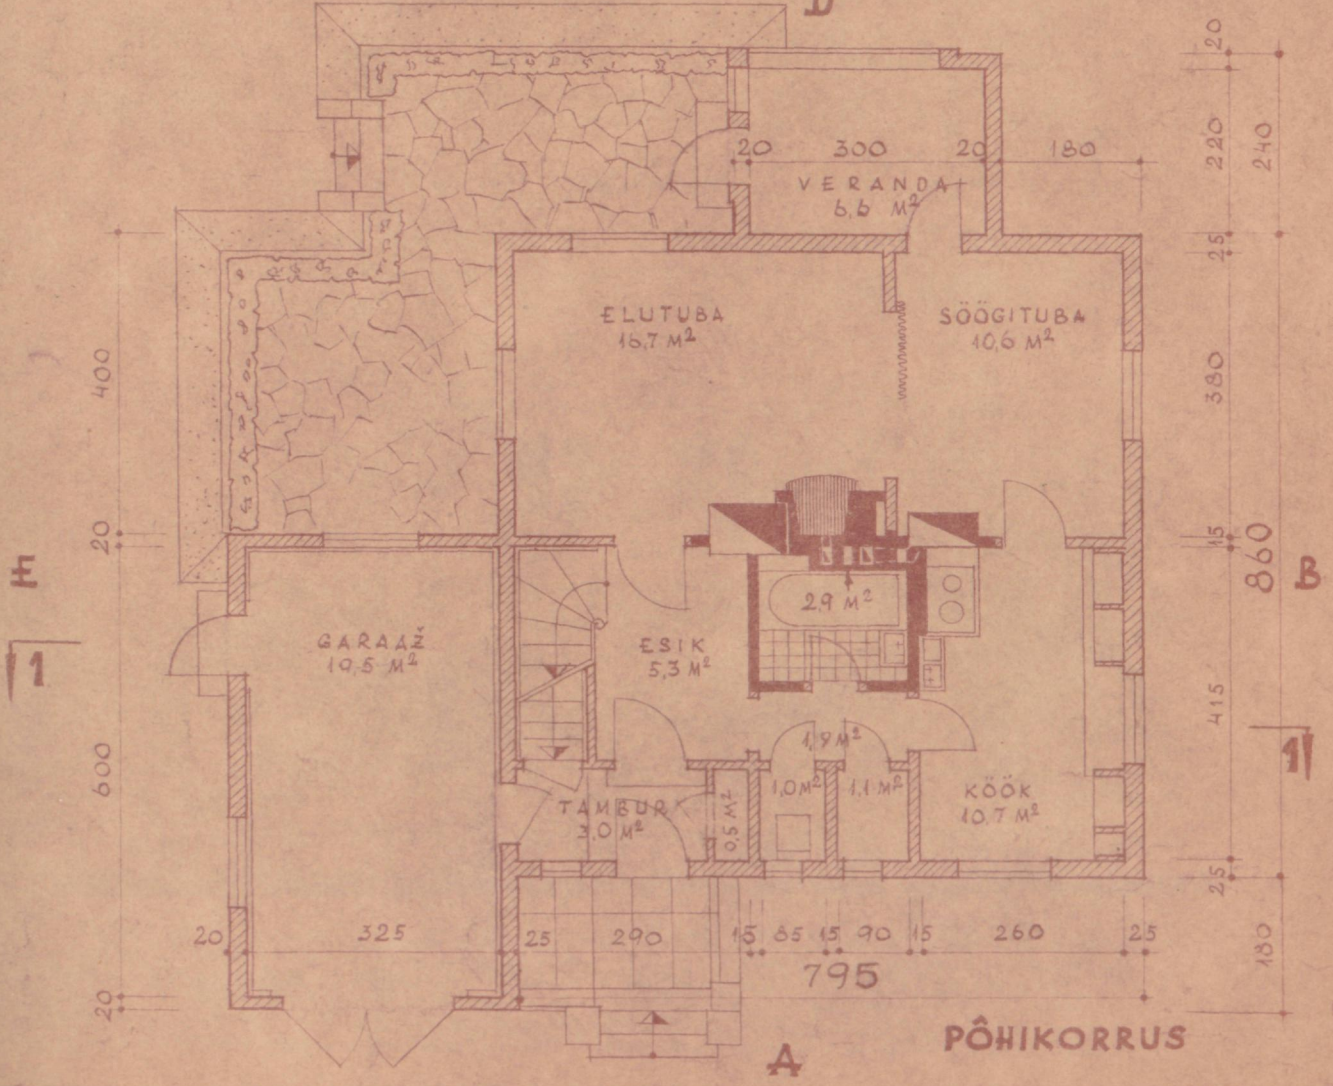 D
20
20 300 20 180
220
240
VERANDA
6,6 M²
25
ELUTUBA
16,7 M²
SÖÖGITUBA
10,6 M²
400
380
20
15
860
E
B
2,9 M²
GARAAŽ
19,5 M²
ESIK
5,3 M²
1
415
1,9 M²
1
600
TAMBUR
3,0 M²
0,5 M²
1,0 M²
1,1 M²
KÖÖK
10,7 M²
25
20 325 25 290 15 85 15 90 15 260 25
180
795
20
PÕHIKORRUS
A